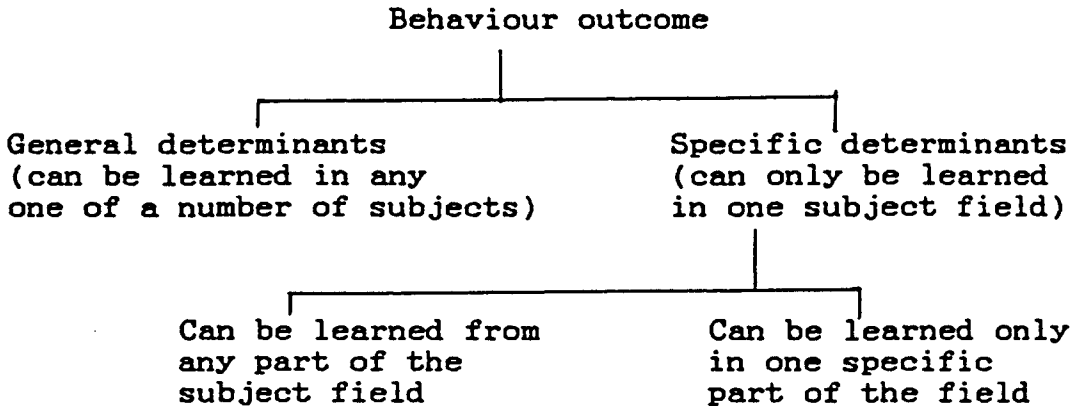 Behaviour outcome
General determinants
(can be learned in any
one of a number of subjects)
Specific determinants
(can only be learned
in one subject field)
Can be learned from
any part of the
subject field
Can be learned only
in one specific
part of the field